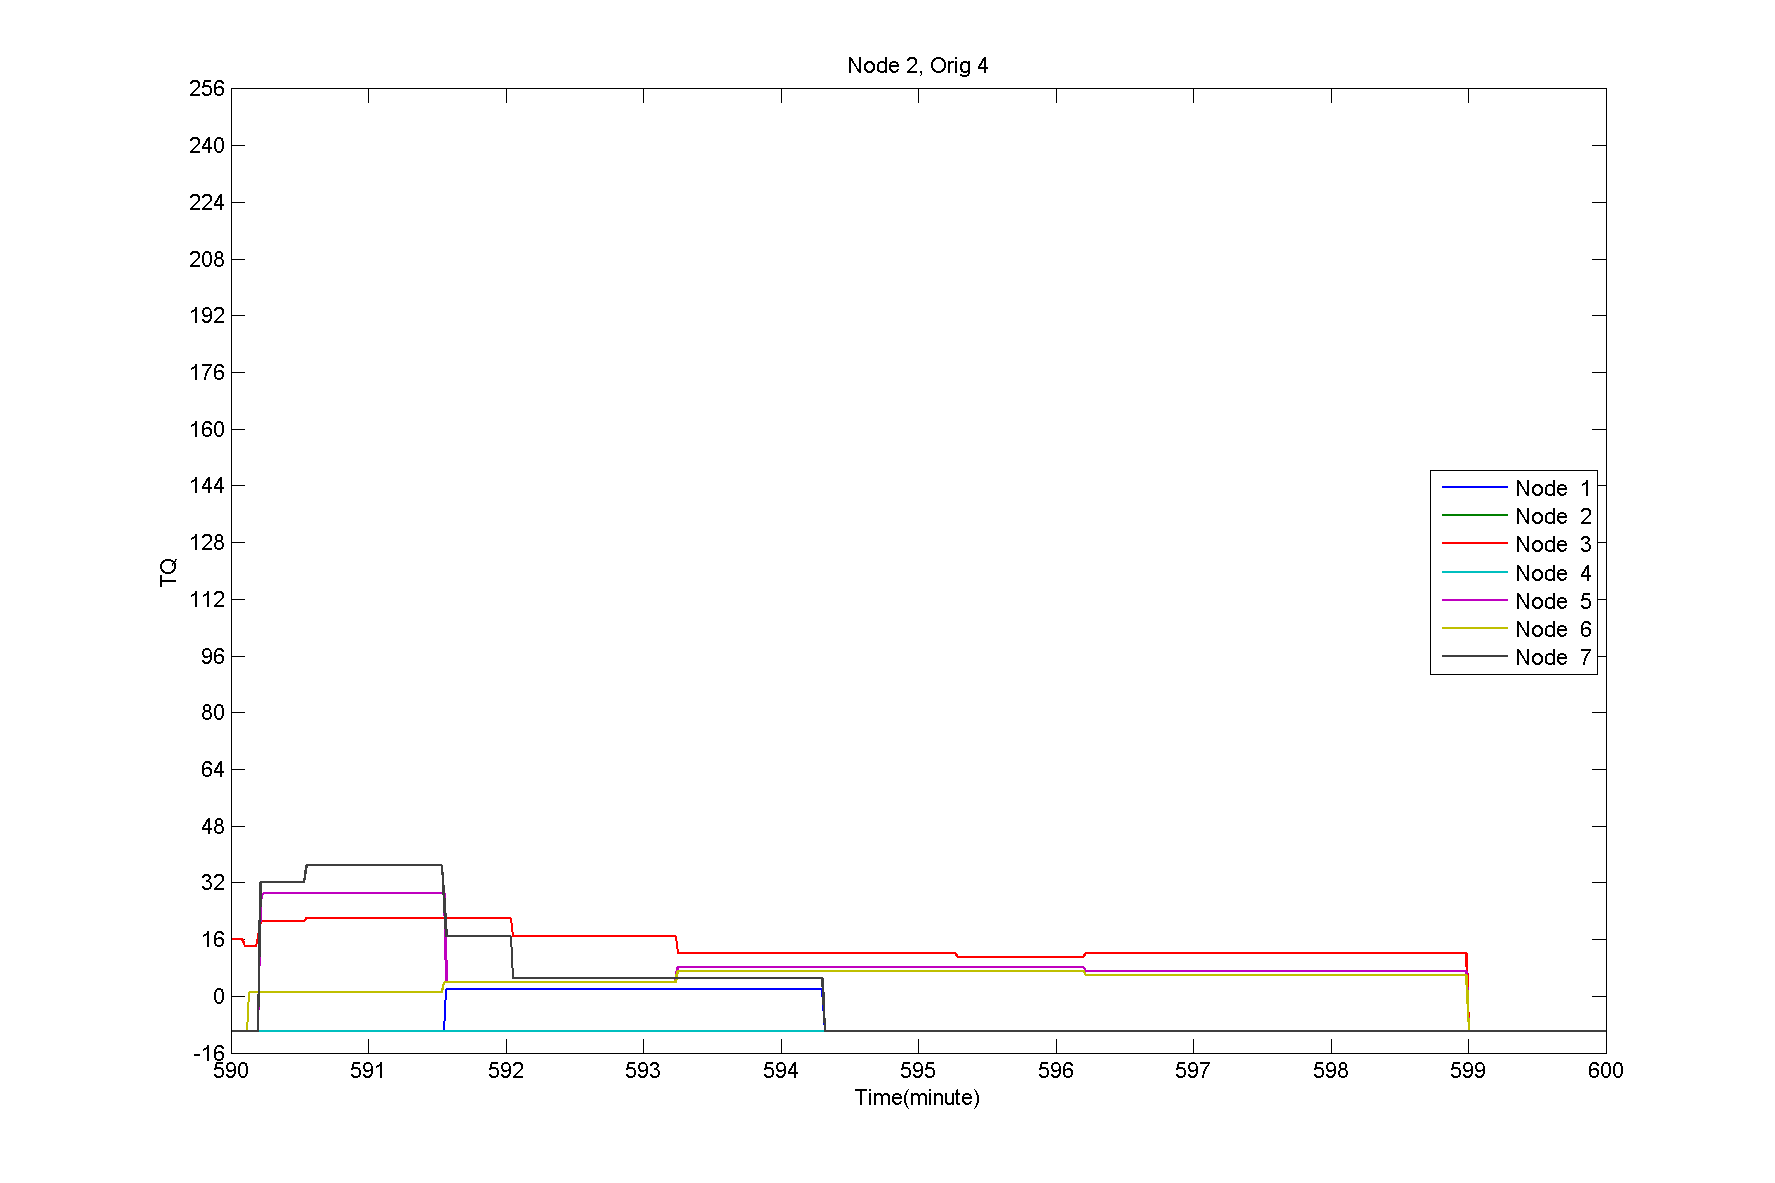 Node 2, Orig 4
256
240
224
208
192
176
160
144
128
112
96
80
64
48
32
16
0
-16
TQ
Node 1
Node 2
Node 3
Node 4
Node 5
Node 6
Node 7
590 591 592 593 594 595 596 597 598 599 600
Time(minute)